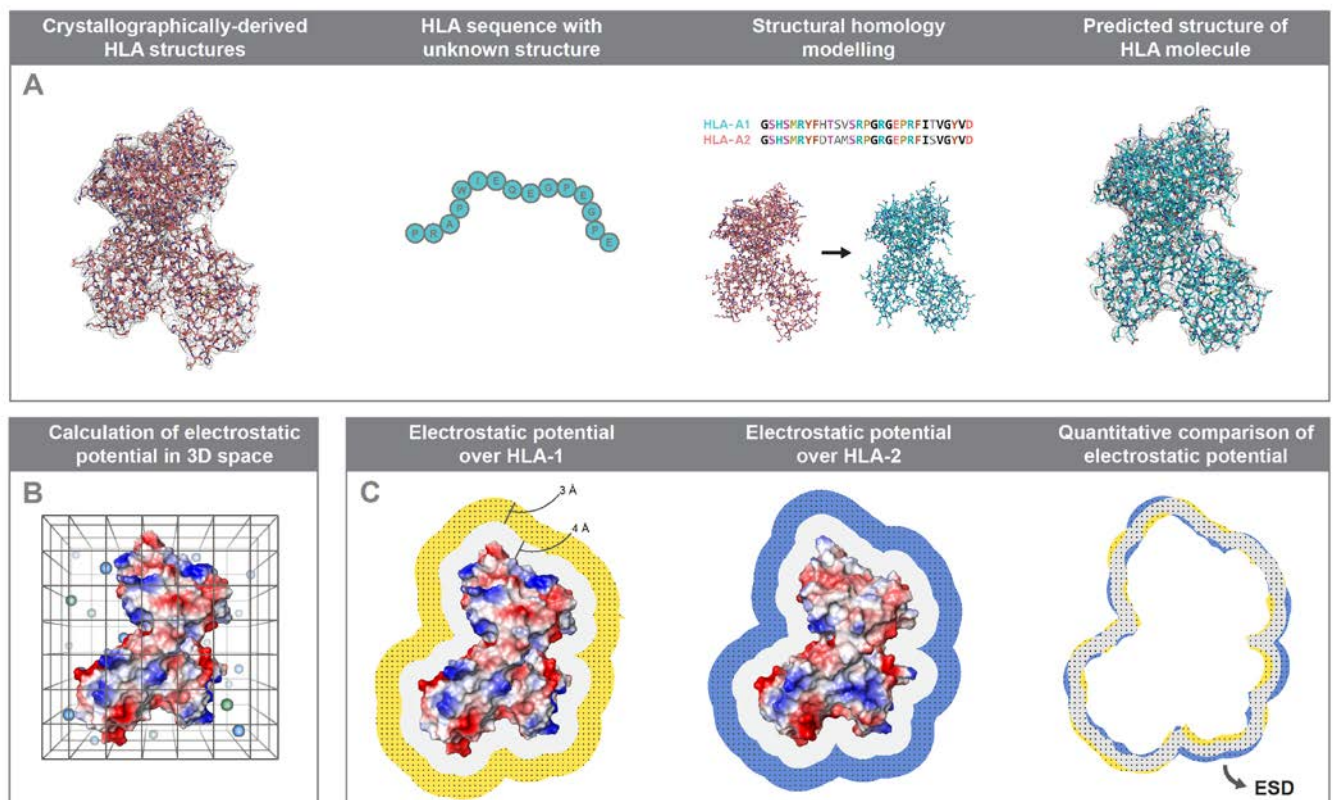 Crystallographically-derived
HLA structures
HLA sequence with
unknown structure
Structural homology
modelling
Predicted structure of
HLA molecule
A
P R A P W I E Q E G P E G P E
HLA-A1 GSHSMRYFHTSVSRPGRGEPRFITVGYVD
HLA-A2 GSHSMRYFDTAMSRPGRGEPRFISVGYVD
Calculation of electrostatic
potential in 3D space
B
Electrostatic potential
over HLA-1
Electrostatic potential
over HLA-2
Quantitative comparison of
electrostatic potential
C
3 Å
4 Å
ESD